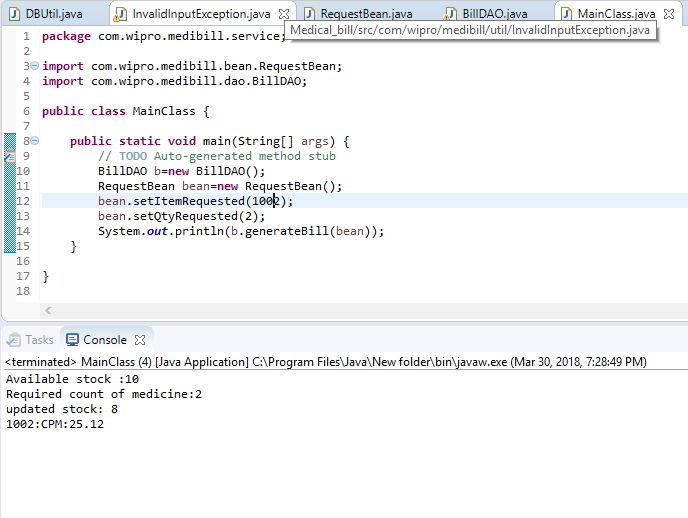 DBUtil.java InvalidInputException.java RequestBean.java BillDAO.java MainClass.java
1 package com.wipro.medibill.service;
Medical_bill/src/com/wipro/medibill/util/InvalidInputException.java
2
3 import com.wipro.medibill.bean.RequestBean;
4 import com.wipro.medibill.dao.BillDAO;
5
6 public class MainClass {
7
8 public static void main(String[] args) {
9 // TODO Auto-generated method stub
10 BillDAO b=new BillDAO();
11 RequestBean bean=new RequestBean();
12 bean.setItemRequested(1002);
13 bean.setQtyRequested(2);
14 System.out.println(b.generateBill(bean));
15 }
16
17 }
18
Tasks Console
<terminated> MainClass (4) [Java Application] C:\Program Files\Java\New folder\bin\javaw.exe (Mar 30, 2018, 7:28:49 PM)
Available stock :10
Required count of medicine:2
updated stock: 8
1002:CPM:25.12